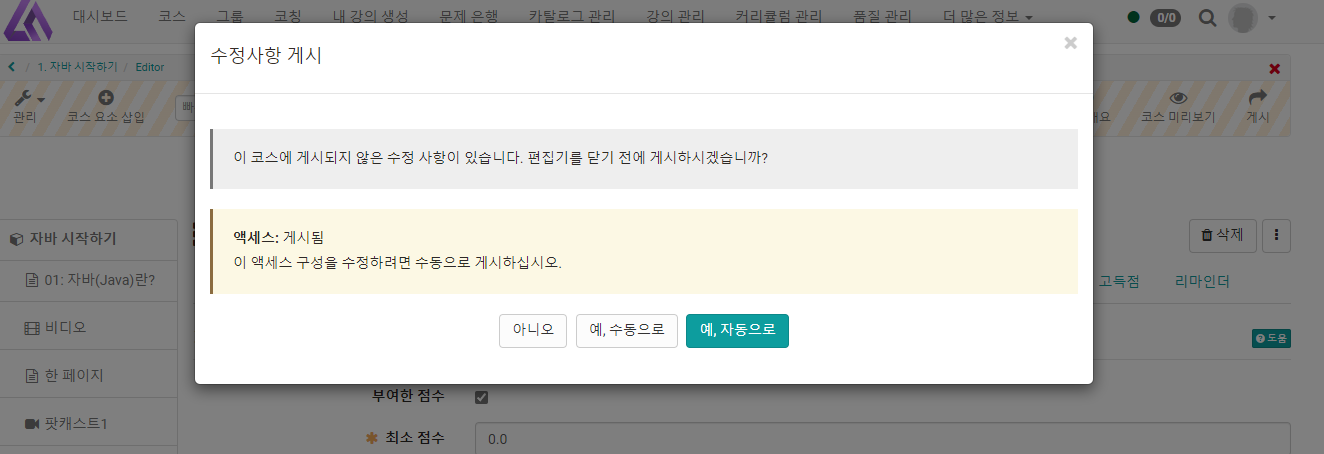 대시보드 코스 그룹 코칭 내 강의 생성 문제 은행 카탈로그 관리 강의 관리 커리큘럼 관리 품질 관리 더 많은 정보 0/0
수정사항 게시
/ 1. 자바 시작하기 / Editor
관리 코스 요소 삽입 코스 미리보기 게시
이 코스에 게시되지 않은 수정 사항이 있습니다. 편집기를 닫기 전에 게시하시겠습니까?
액세스: 게시됨
이 액세스 구성을 수정하려면 수동으로 게시하십시오.
아니오 예, 수동으로 예, 자동으로
자바 시작하기
01: 자바(Java)란?
비디오
한 페이지
팟캐스트1
삭제
고득점 리마인더
도움
부여한 점수
최소 점수 0.0